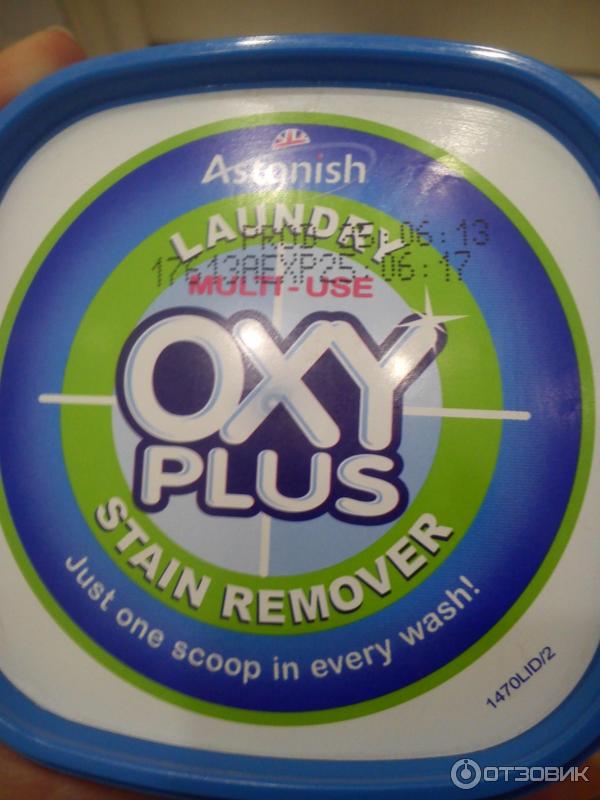 Astonish
LAUNDRY
PROD 25:06:13
17613AEXP25:06:17
MULTI-USE
OXY
PLUS
STAIN REMOVER
Just one scoop in every wash!
1470LID/2
ОТЗОВИК